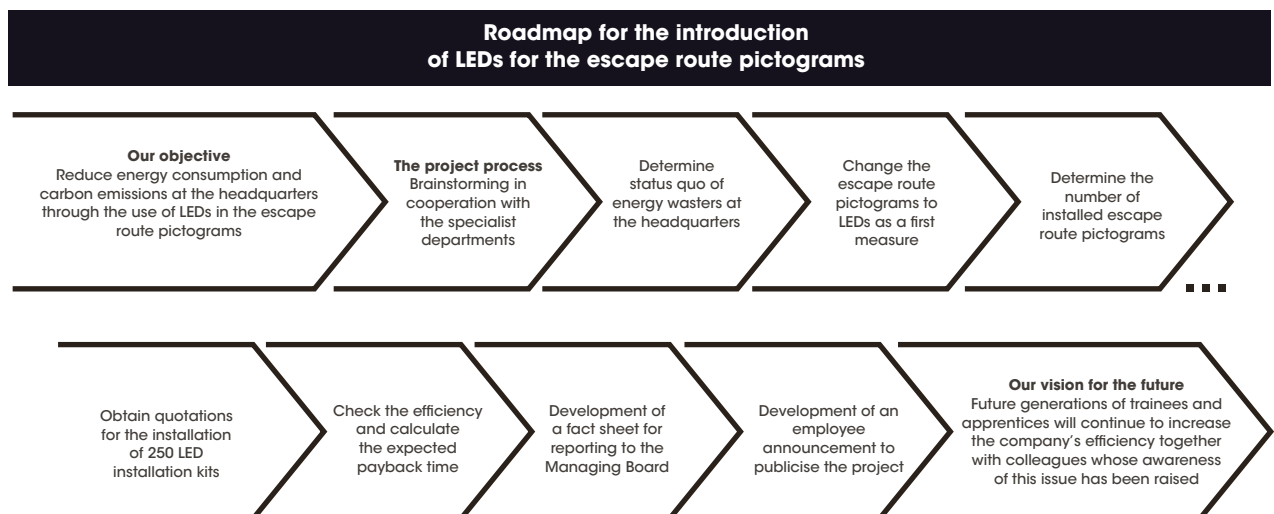 Roadmap for the introduction
of LEDs for the escape route pictograms
Our objective
Reduce energy consumption and
carbon emissions at the headquarters
through the use of LEDs in the escape
route pictograms
The project process
Brainstorming in
cooperation with
the specialist
departments
Determine
status quo of
energy wasters at
the headquarters
Change the
escape route
pictograms to
LEDs as a first
measure
Determine the
number of
installed escape
route pictograms
Obtain quotations
for the installation
of 250 LED
installation kits
Check the efficiency
and calculate
the expected
payback time
Development of
a fact sheet for
reporting to the
Managing Board
Development of an
employee
announcement to
publicise the project
Our vision for the future
Future generations of trainees and
apprentices will continue to increase
the company's efficiency together
with colleagues whose awareness
of this issue has been raised